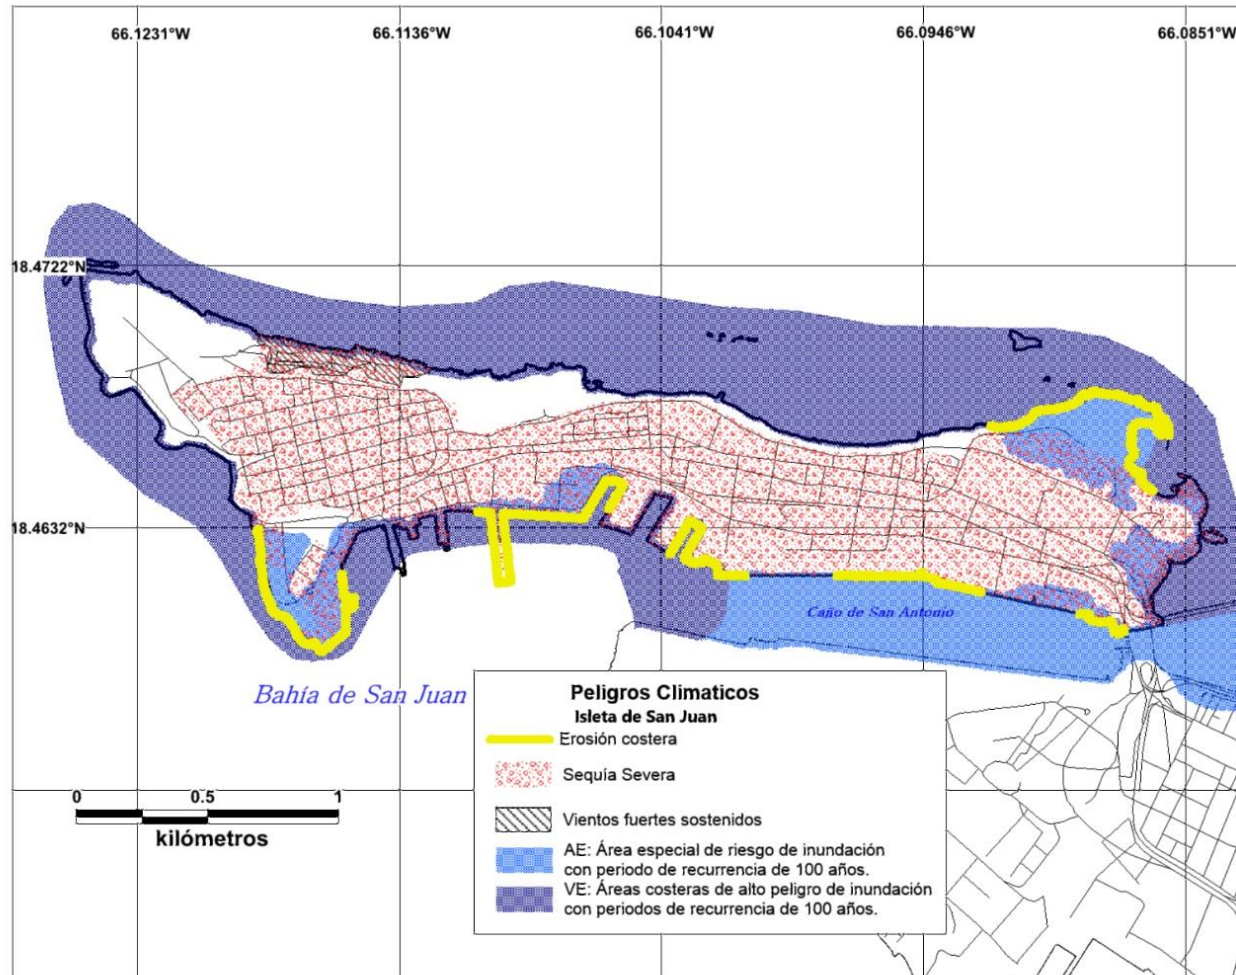 66.1231°W 66.1136°W 66.1041°W 66.0946°W 66.0851°W
18.4722°N
18.4632°N
Caño de San Antonio
Bahía de San Juan
Peligros Climaticos
Isleta de San Juan
Erosión costera
Sequía Severa
Vientos fuertes sostenidos
AE: Área especial de riesgo de inundación
con periodo de recurrencia de 100 años.
VE: Áreas costeras de alto peligro de inundación
con periodos de recurrencia de 100 años.
0 0.5 1
kilómetros